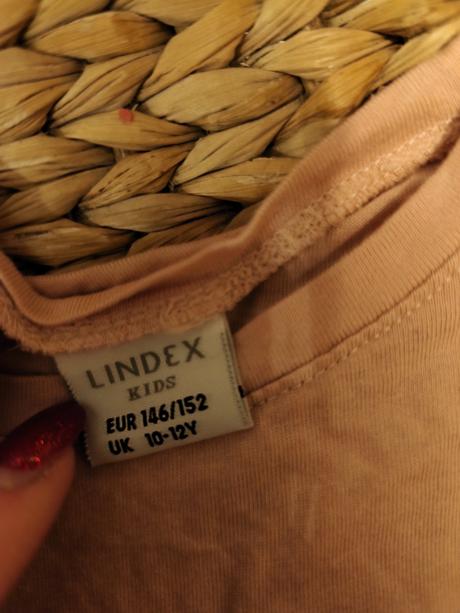 LINDEX
KIDS
EUR 146/152
UK 10-12Y